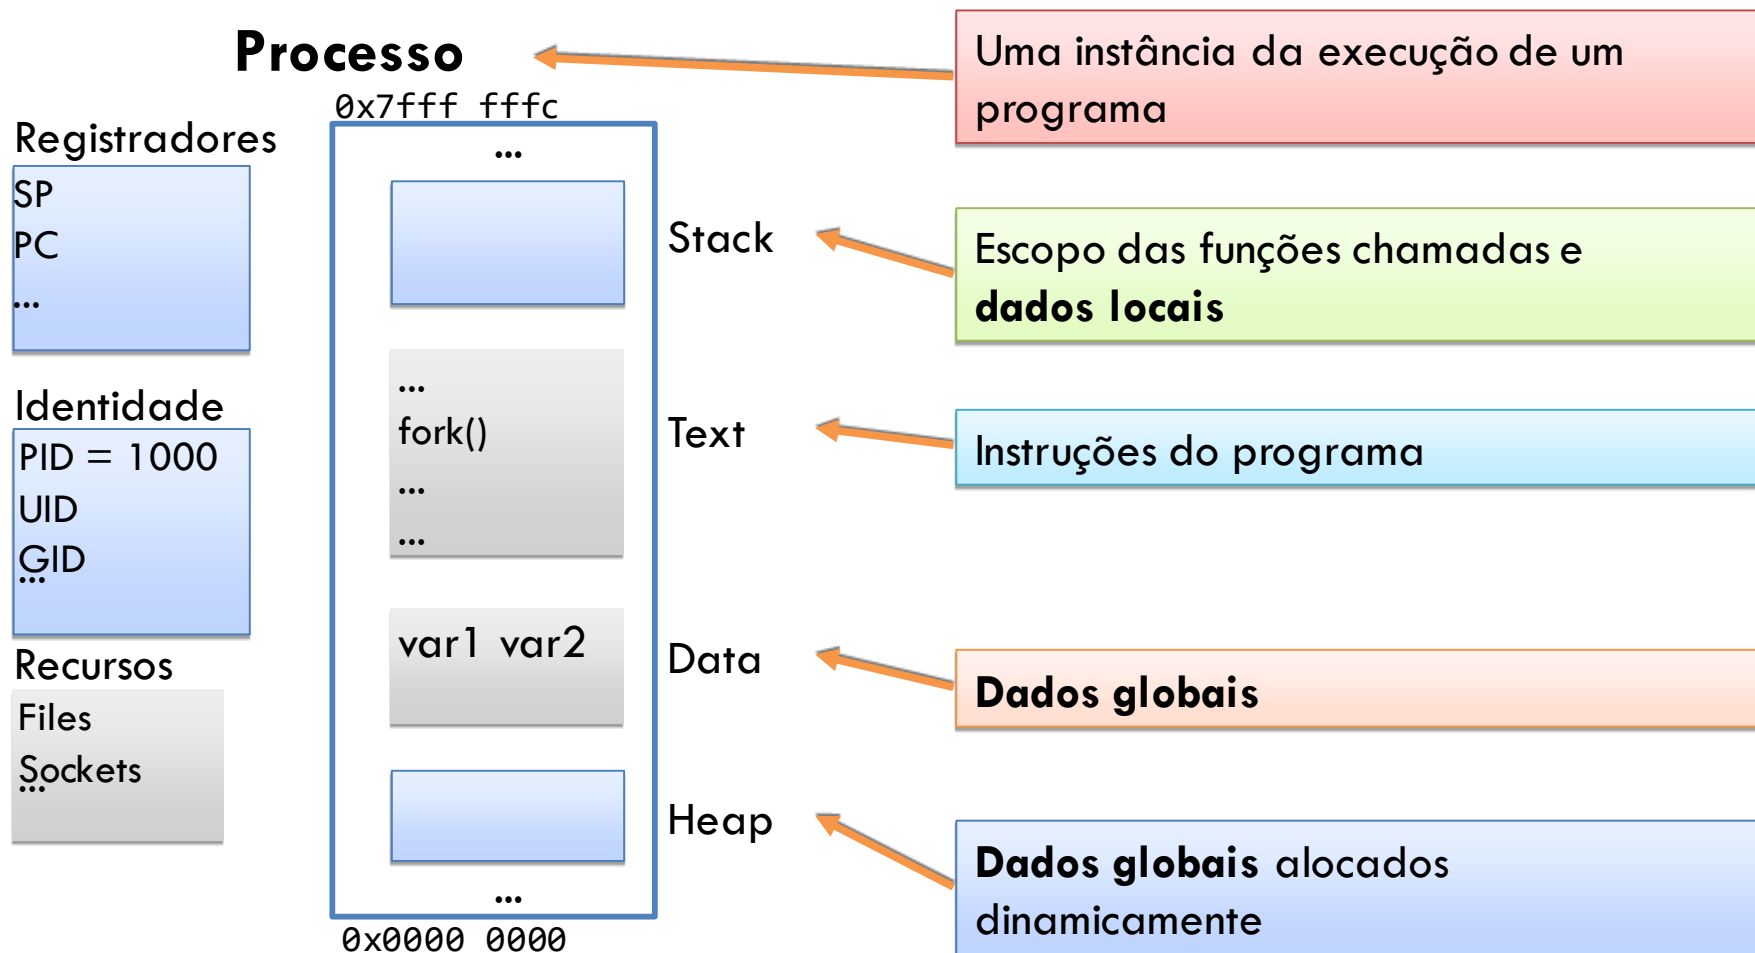 Processo
0x7fff fffc
Registradores
SP
PC
...
Identidade
PID = 1000
UID
GID
...
Recursos
Files
Sockets
...
...
Stack
...
fork()
...
...
Text
var1 var2
Data
Heap
...
0x0000 0000
Uma instância da execução de um
programa
Escopo das funções chamadas e
dados locais
Instruções do programa
Dados globais
Dados globais alocados
dinamicamente